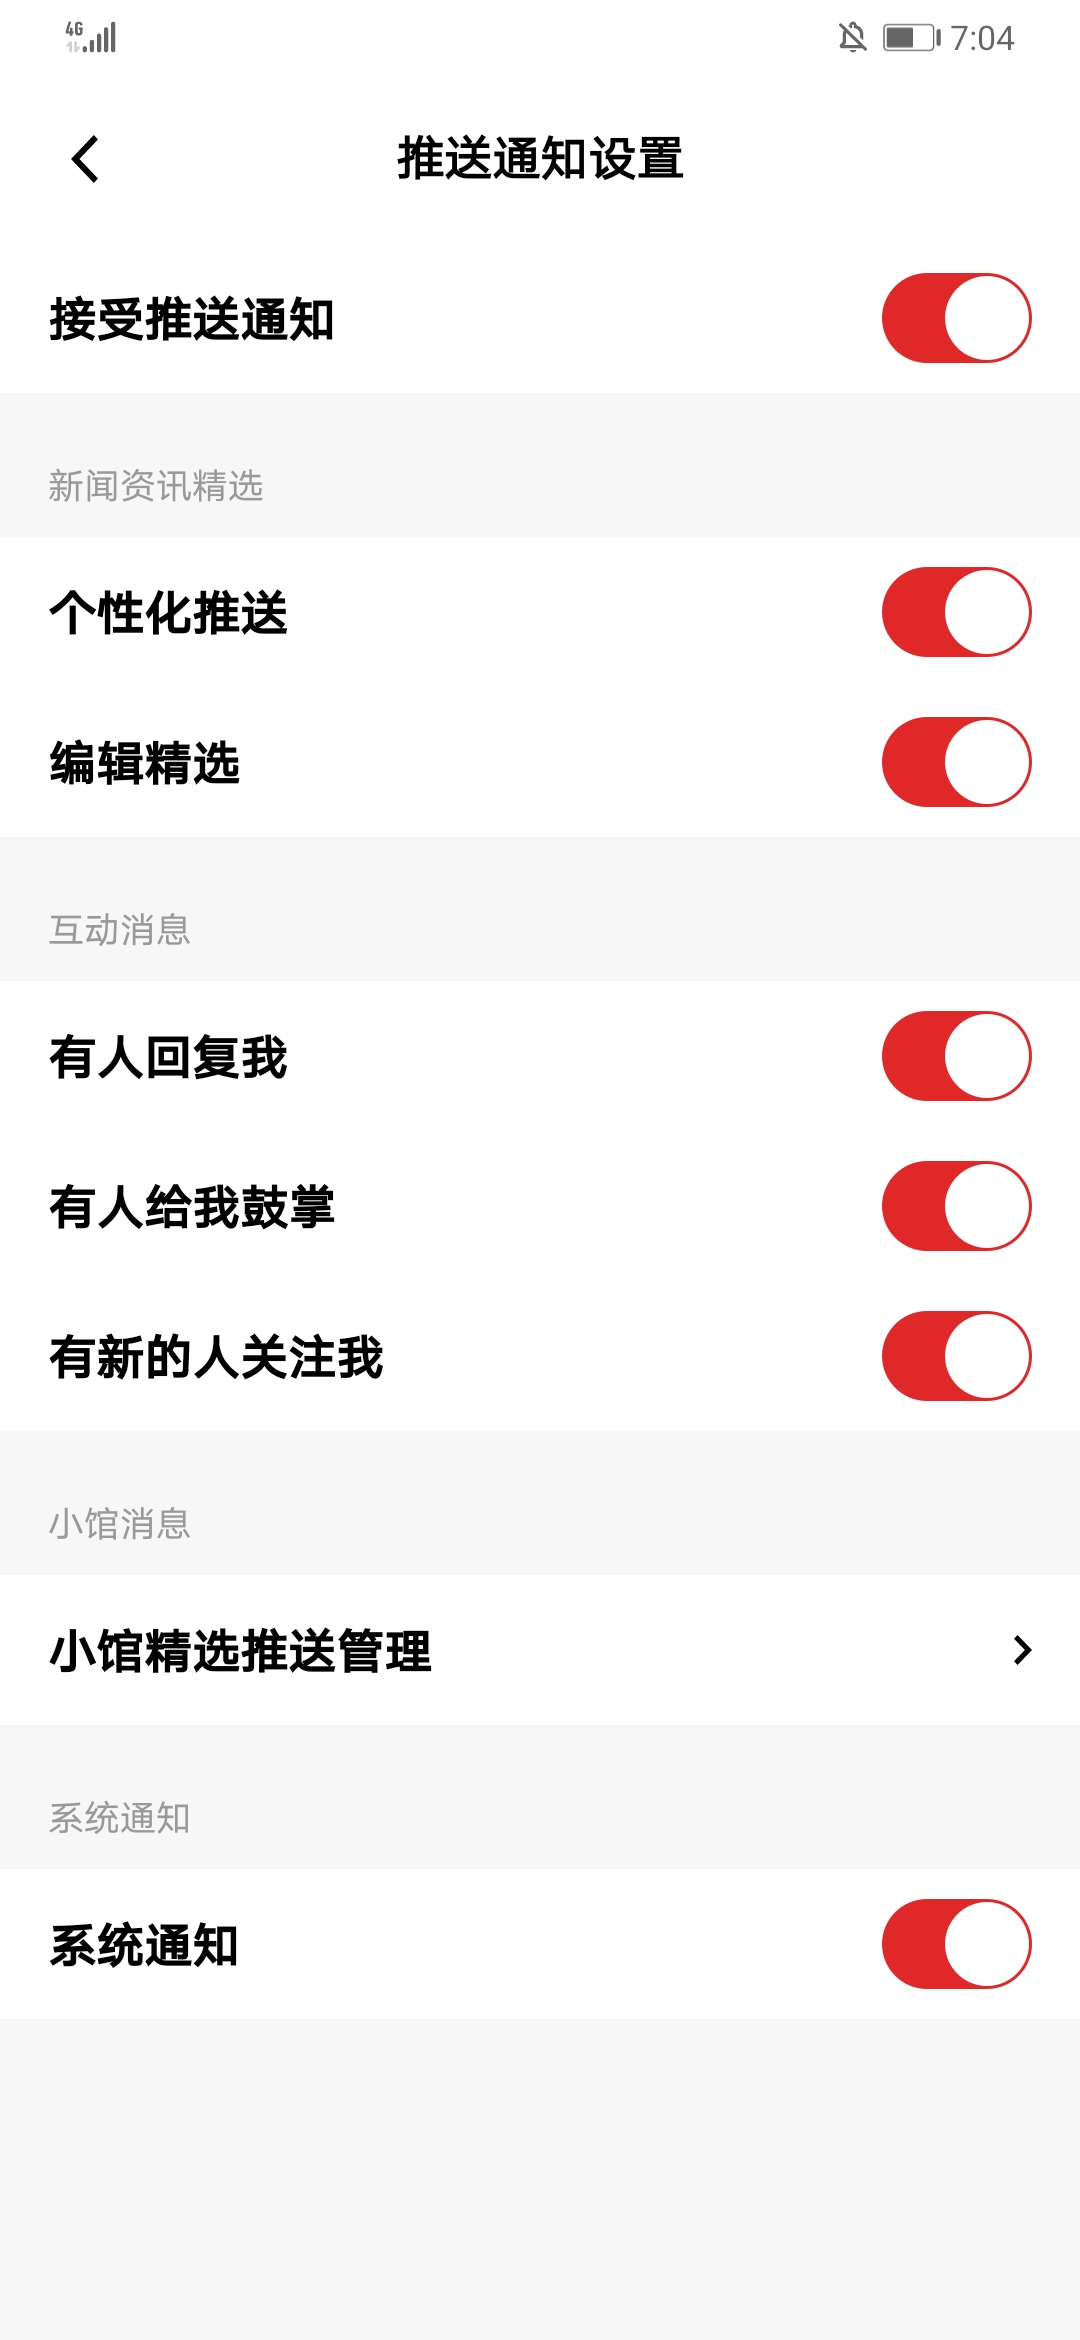 4G 7:04
推送通知设置
接受推送通知
新闻资讯精选
个性化推送
编辑精选
互动消息
有人回复我
有人给我鼓掌
有新的人关注我
小馆消息
小馆精选推送管理
系统通知
系统通知